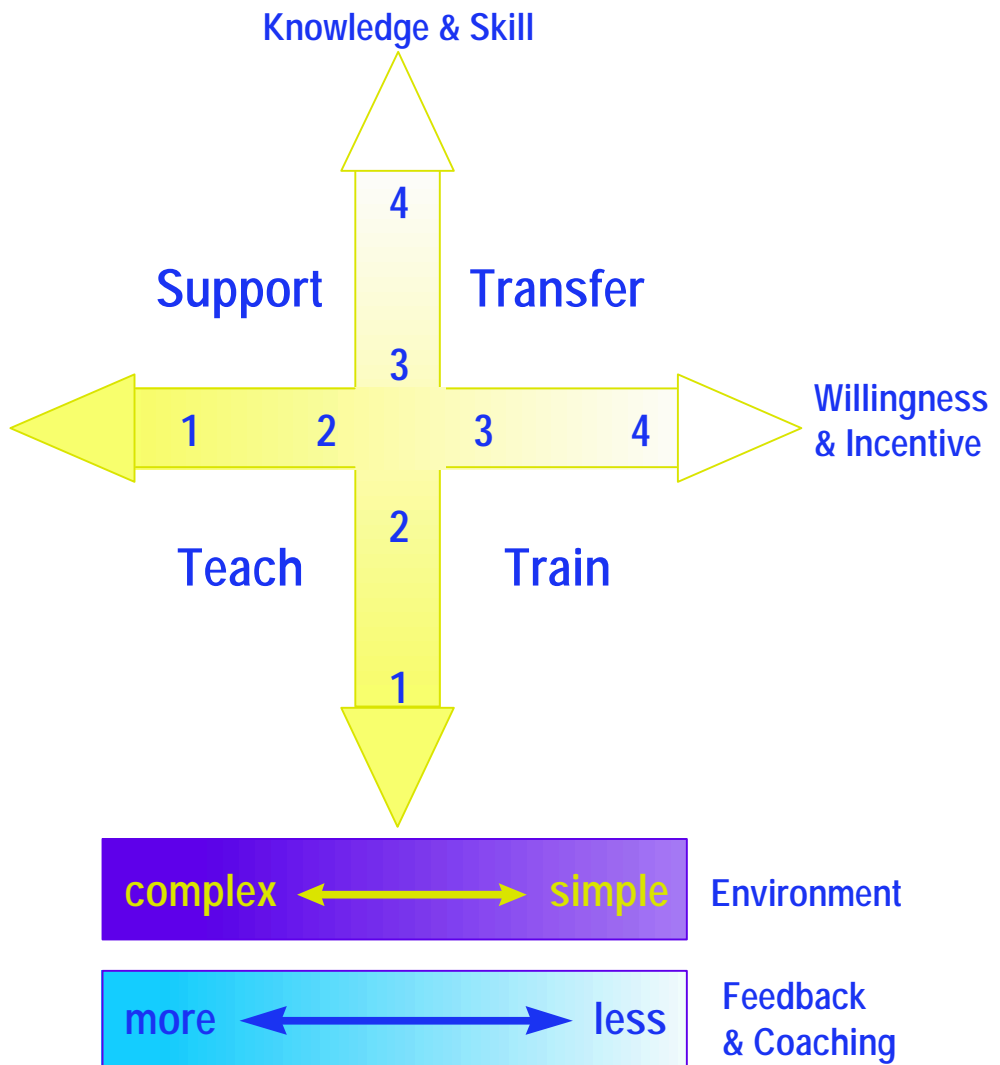 Knowledge & Skill
4
Support Transfer
3
1 2 3 4
Willingness
& Incentive
2
Teach Train
1
complex simple
Environment
more less
Feedback
& Coaching